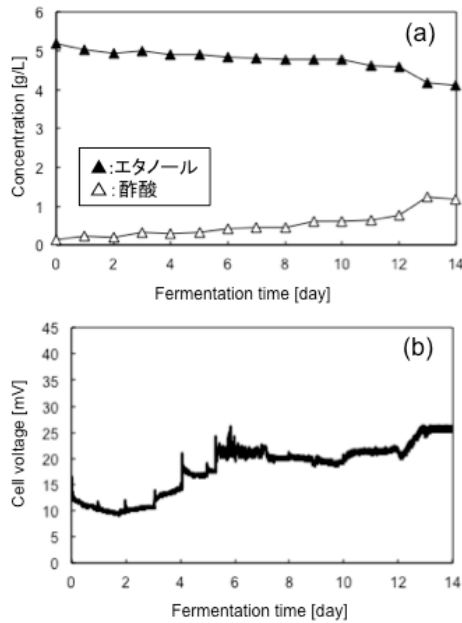 (a)
6
5
4
3
2
1
0
Concentration [g/L]
▲:エタノール
△:酢酸
0 2 4 6 8 10 12 14
Fermentation time [day]
(b)
45
40
35
30
25
20
15
10
5
0
Cell voltage [mV]
0 2 4 6 8 10 12 14
Fermentation time [day]